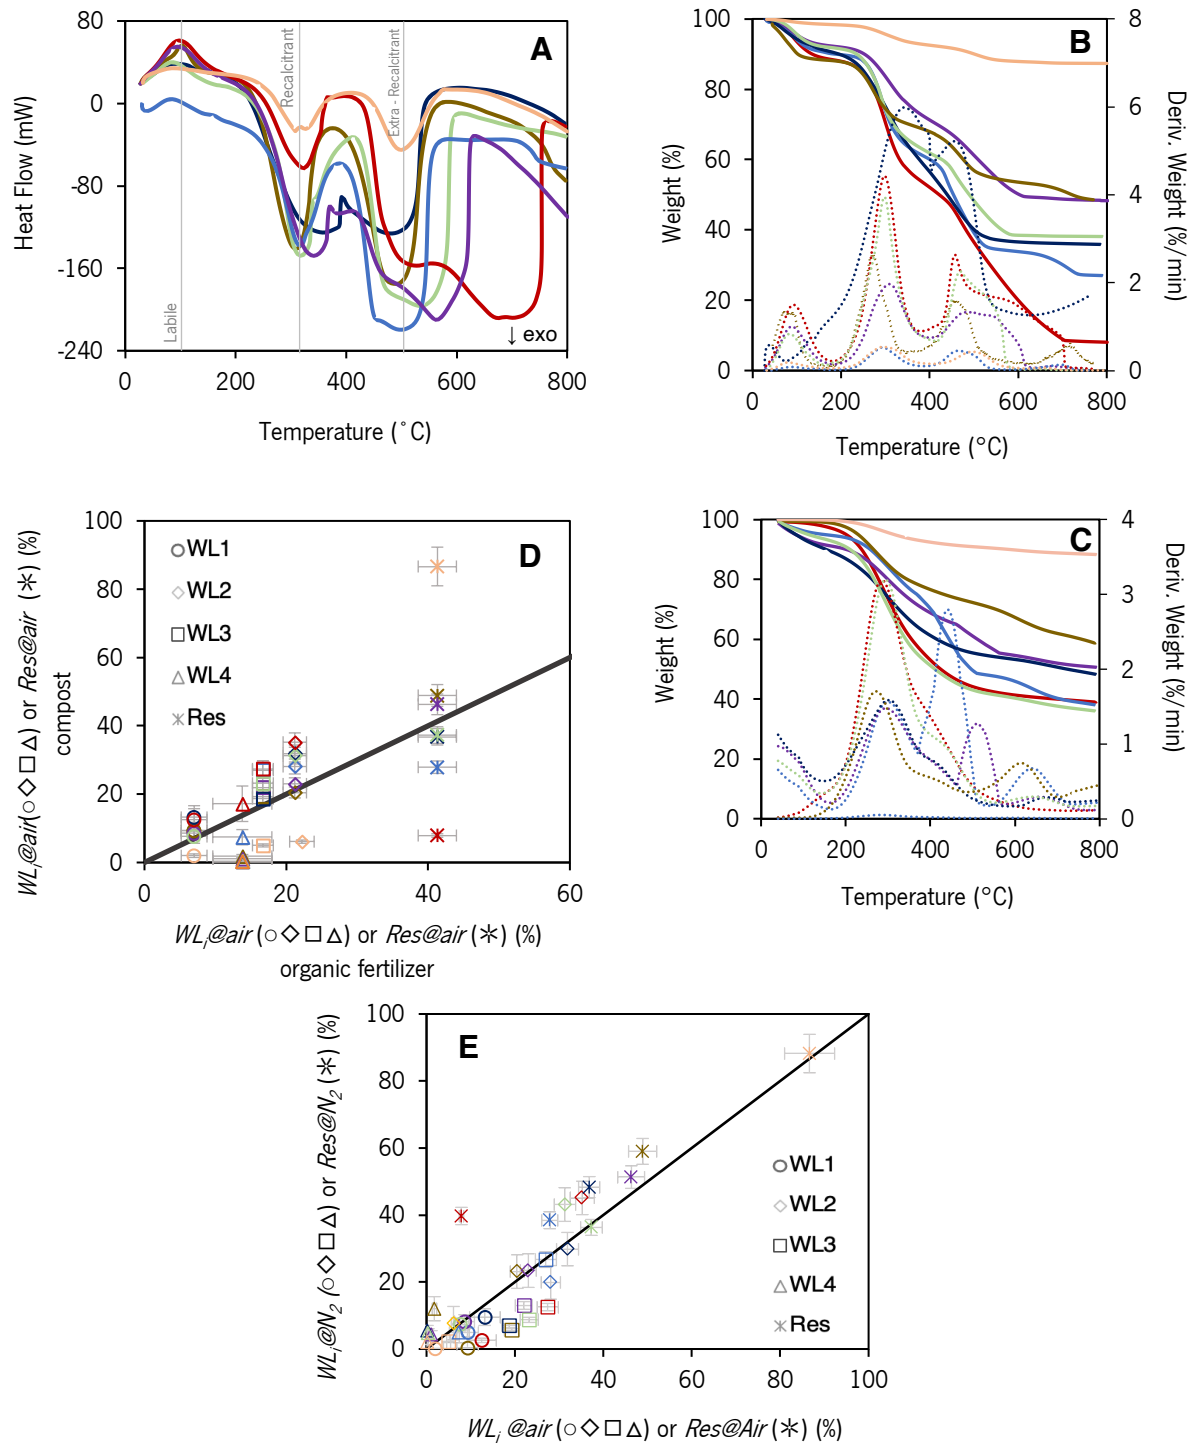 A
80
0
-80
-160
-240
Heat Flow (mW)
Labile
Recalcitrant
Extra - Recalcitrant
↓ exo
0 200 400 600 800
Temperature (˚C)
B
100
80
60
40
20
0
Weight (%)
8
6
4
2
0
Deriv. Weight (%/min)
0 200 400 600 800
Temperature (°C)
D
100
80
60
40
20
0
WLi@air(○◇□△) or Res@air (✳) (%)
compost
WL1
WL2
WL3
WL4
Res
0 20 40 60
WLi@air (○◇□△) or Res@air (✳) (%)
organic fertilizer
C
100
80
60
40
20
0
Weight (%)
4
3
2
1
0
Deriv. Weight (%/min)
0 200 400 600 800
Temperature (°C)
E
100
80
60
40
20
0
WLi@N2 (○◇□△) or Res@N2 (✳) (%)
WL1
WL2
WL3
WL4
Res
0 20 40 60 80 100
WLi @air (○◇□△) or Res@Air (✳) (%)